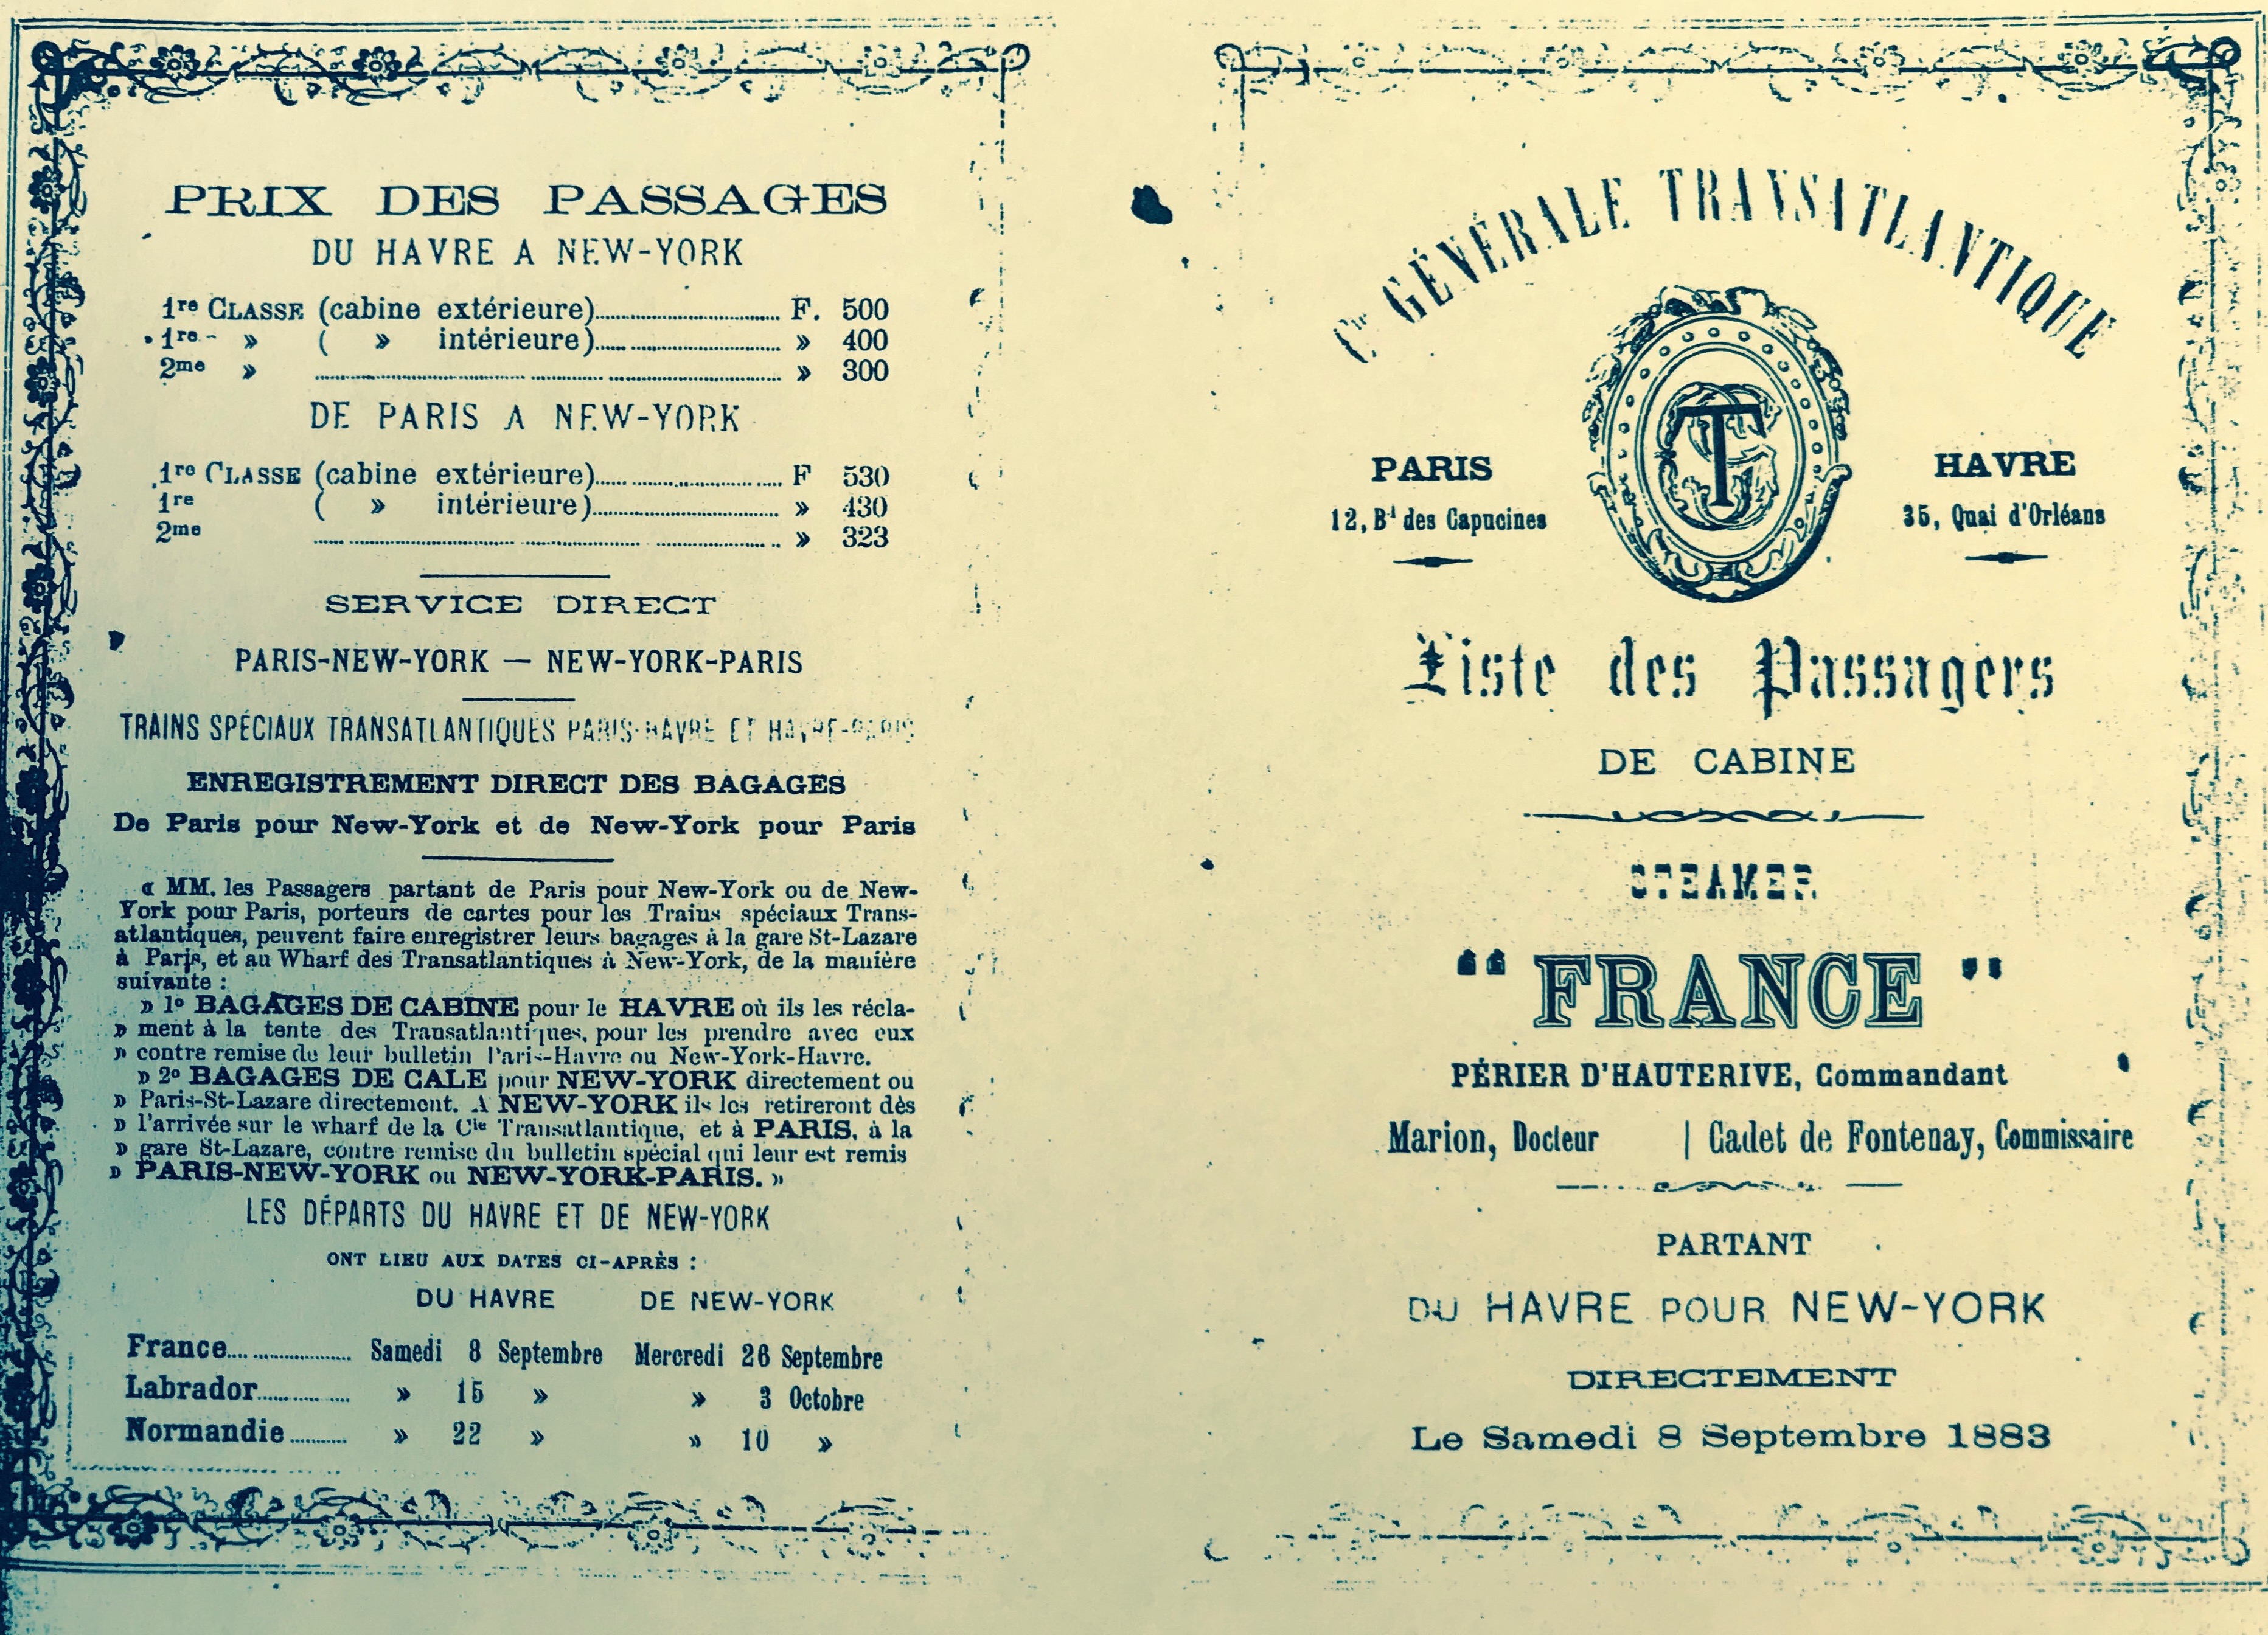 PRIX DES PASSAGES
DU HAVRE A NEW-YORK
1re CLASSE (cabine extérieure) F. 500
1re » ( » intérieure) » 400
2me » » 300
DE PARIS A NEW-YORK
1re CLASSE (cabine extérieure) F 530
1re ( » intérieure) » 430
2me » 323
SERVICE DIRECT
PARIS-NEW-YORK — NEW-YORK-PARIS
TRAINS SPÉCIAUX TRANSATLANTIQUES PARIS-HAVRE ET HAVRE-PARIS
ENREGISTREMENT DIRECT DES BAGAGES
De Paris pour New-York et de New-York pour Paris
« MM. les Passagers partant de Paris pour New-York ou de New-
York pour Paris, porteurs de cartes pour les Trains spéciaux Trans-
atlantiques, peuvent faire enregistrer leurs bagages à la gare St-Lazare
à Paris, et au Wharf des Transatlantiques à New-York, de la manière
suivante :
» 1o BAGAGES DE CABINE pour le HAVRE où ils les récla-
» ment à la tente des Transatlantiques, pour les prendre avec eux
» contre remise de leur bulletin Paris-Havre ou New-York-Havre.
» 2o BAGAGES DE CALE pour NEW-YORK directement ou
» Paris-St-Lazare directement. A NEW-YORK ils les retireront dès
» l'arrivée sur le wharf de la Cie Transatlantique, et à PARIS, à la
» gare St-Lazare, contre remise du bulletin spécial qui leur est remis
» PARIS-NEW-YORK ou NEW-YORK-PARIS. »
LES DÉPARTS DU HAVRE ET DE NEW-YORK
ONT LIEU AUX DATES CI-APRÈS :
DU HAVRE DE NEW-YORK
France Samedi 8 Septembre Mercredi 26 Septembre
Labrador » 15 » » 3 Octobre
Normandie » 22 » » 10 »
Cie GÉNÉRALE TRANSATLANTIQUE
PARIS
12, Bd des Capucines
HAVRE
35, Quai d'Orléans
Liste des Passagers
DE CABINE
STEAMER
“ FRANCE ”
PÉRIER D'HAUTERIVE, Commandant
Marion, Docteur | Cadet de Fontenay, Commissaire
PARTANT
DU HAVRE POUR NEW-YORK
DIRECTEMENT
Le Samedi 8 Septembre 1883